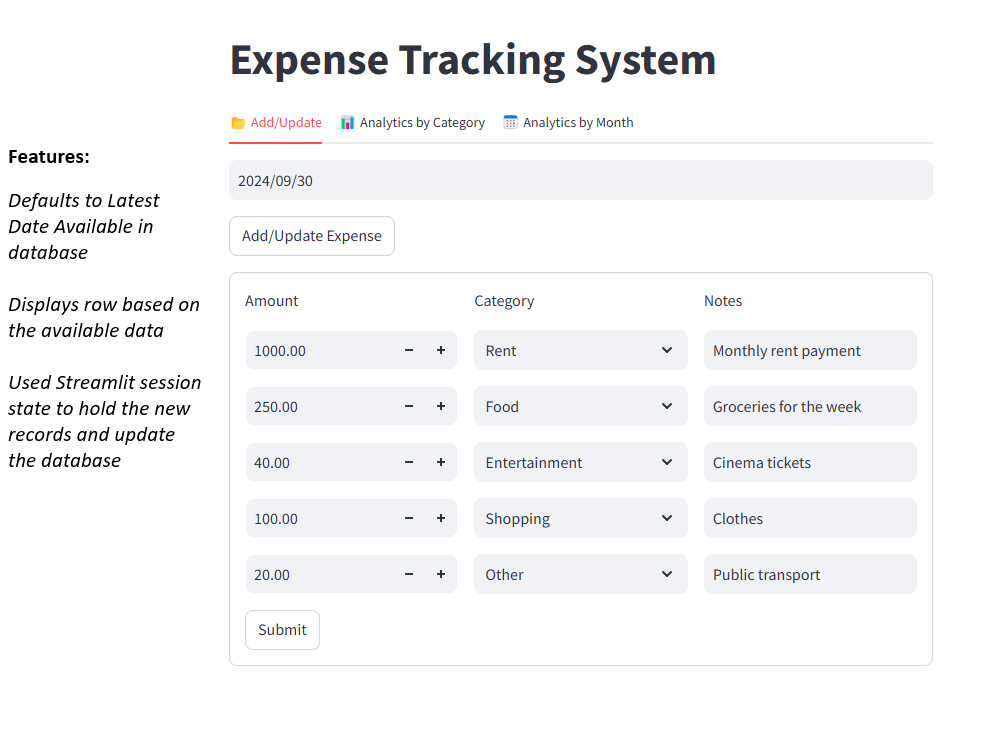 Expense Tracking System
Add/Update Analytics by Category Analytics by Month
Features:
Defaults to Latest
Date Available in
database
Displays row based on
the available data
Used Streamlit session
state to hold the new
records and update
the database
2024/09/30
Add/Update Expense
Amount Category Notes
1000.00 Rent Monthly rent payment
250.00 Food Groceries for the week
40.00 Entertainment Cinema tickets
100.00 Shopping Clothes
20.00 Other Public transport
Submit